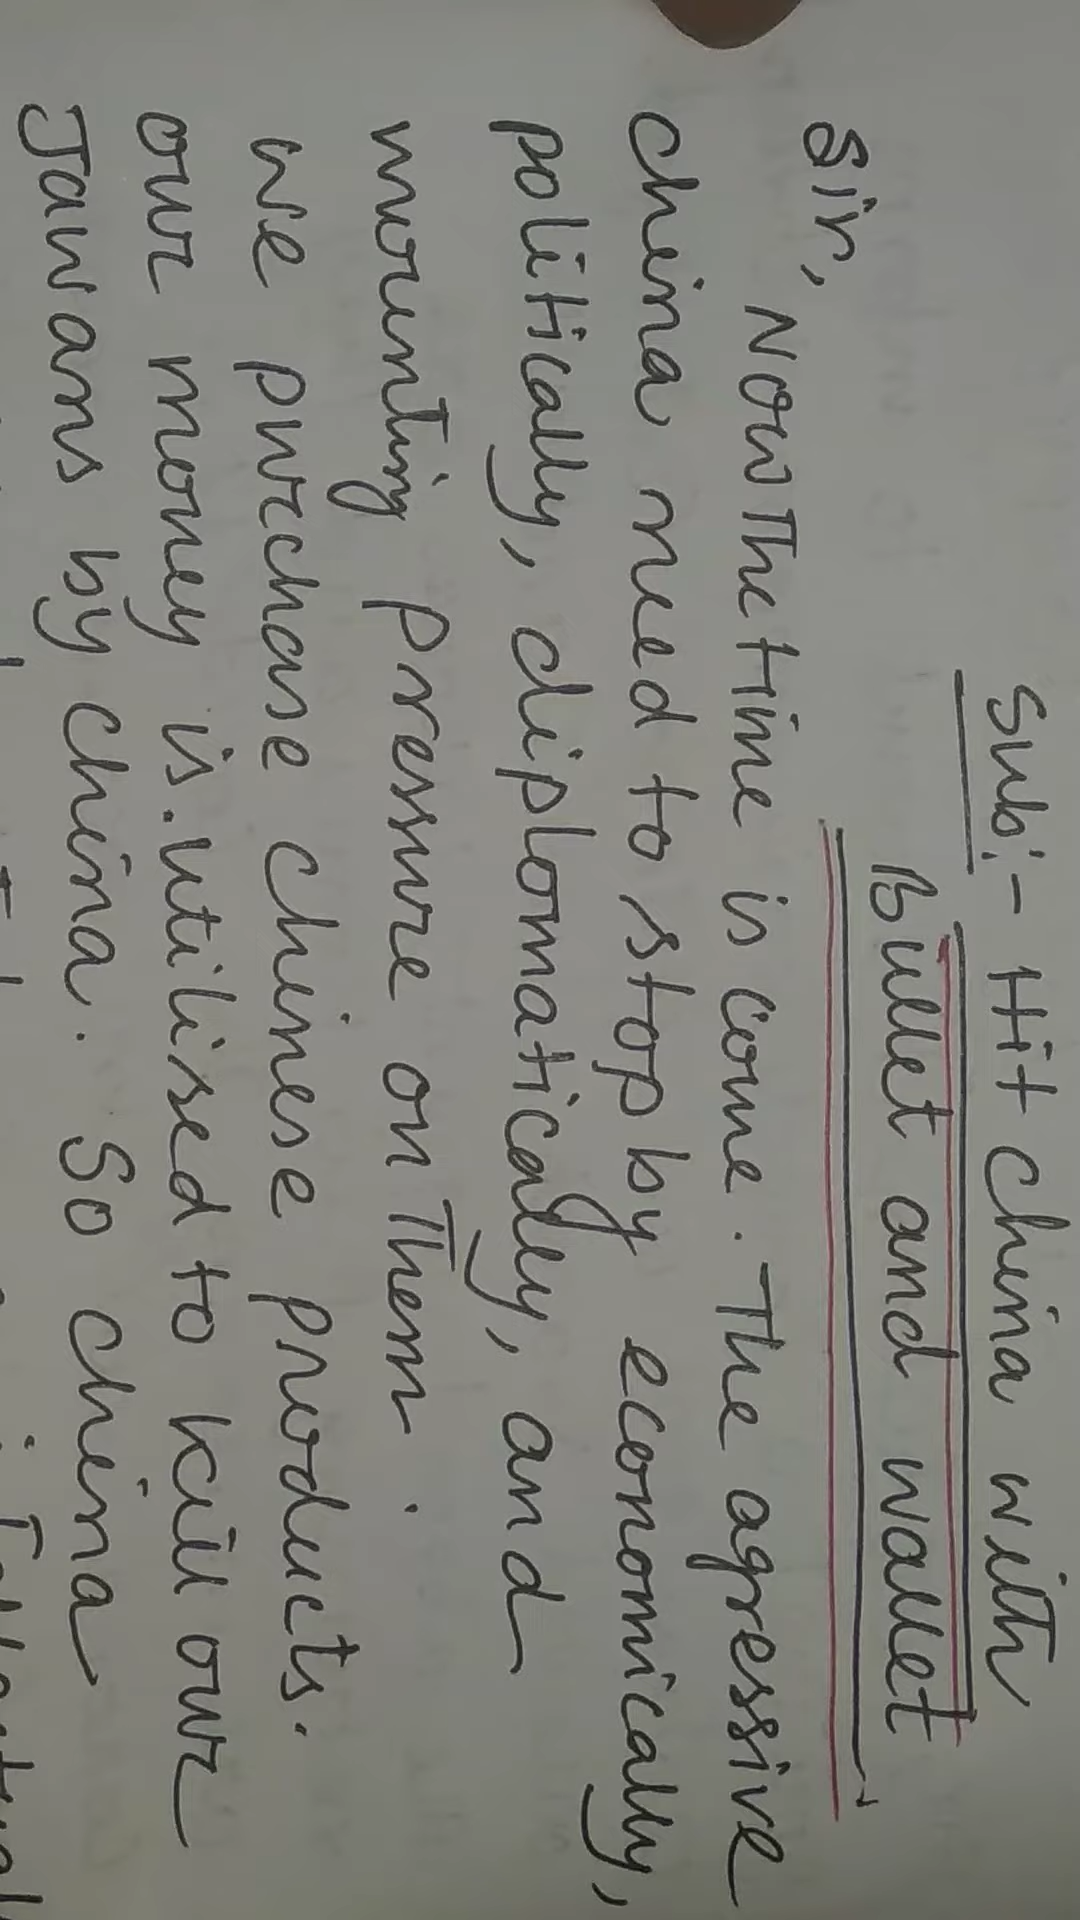 Sub:- Hit china with
Bullet and wallet
Sir,
Now The time is come. The agressive
china need to stop by economically,
politically, diplomatically, and
mounting pressure on Them.
we purchase chinese products.
our money is utilised to kill our
Jawans by china. So china